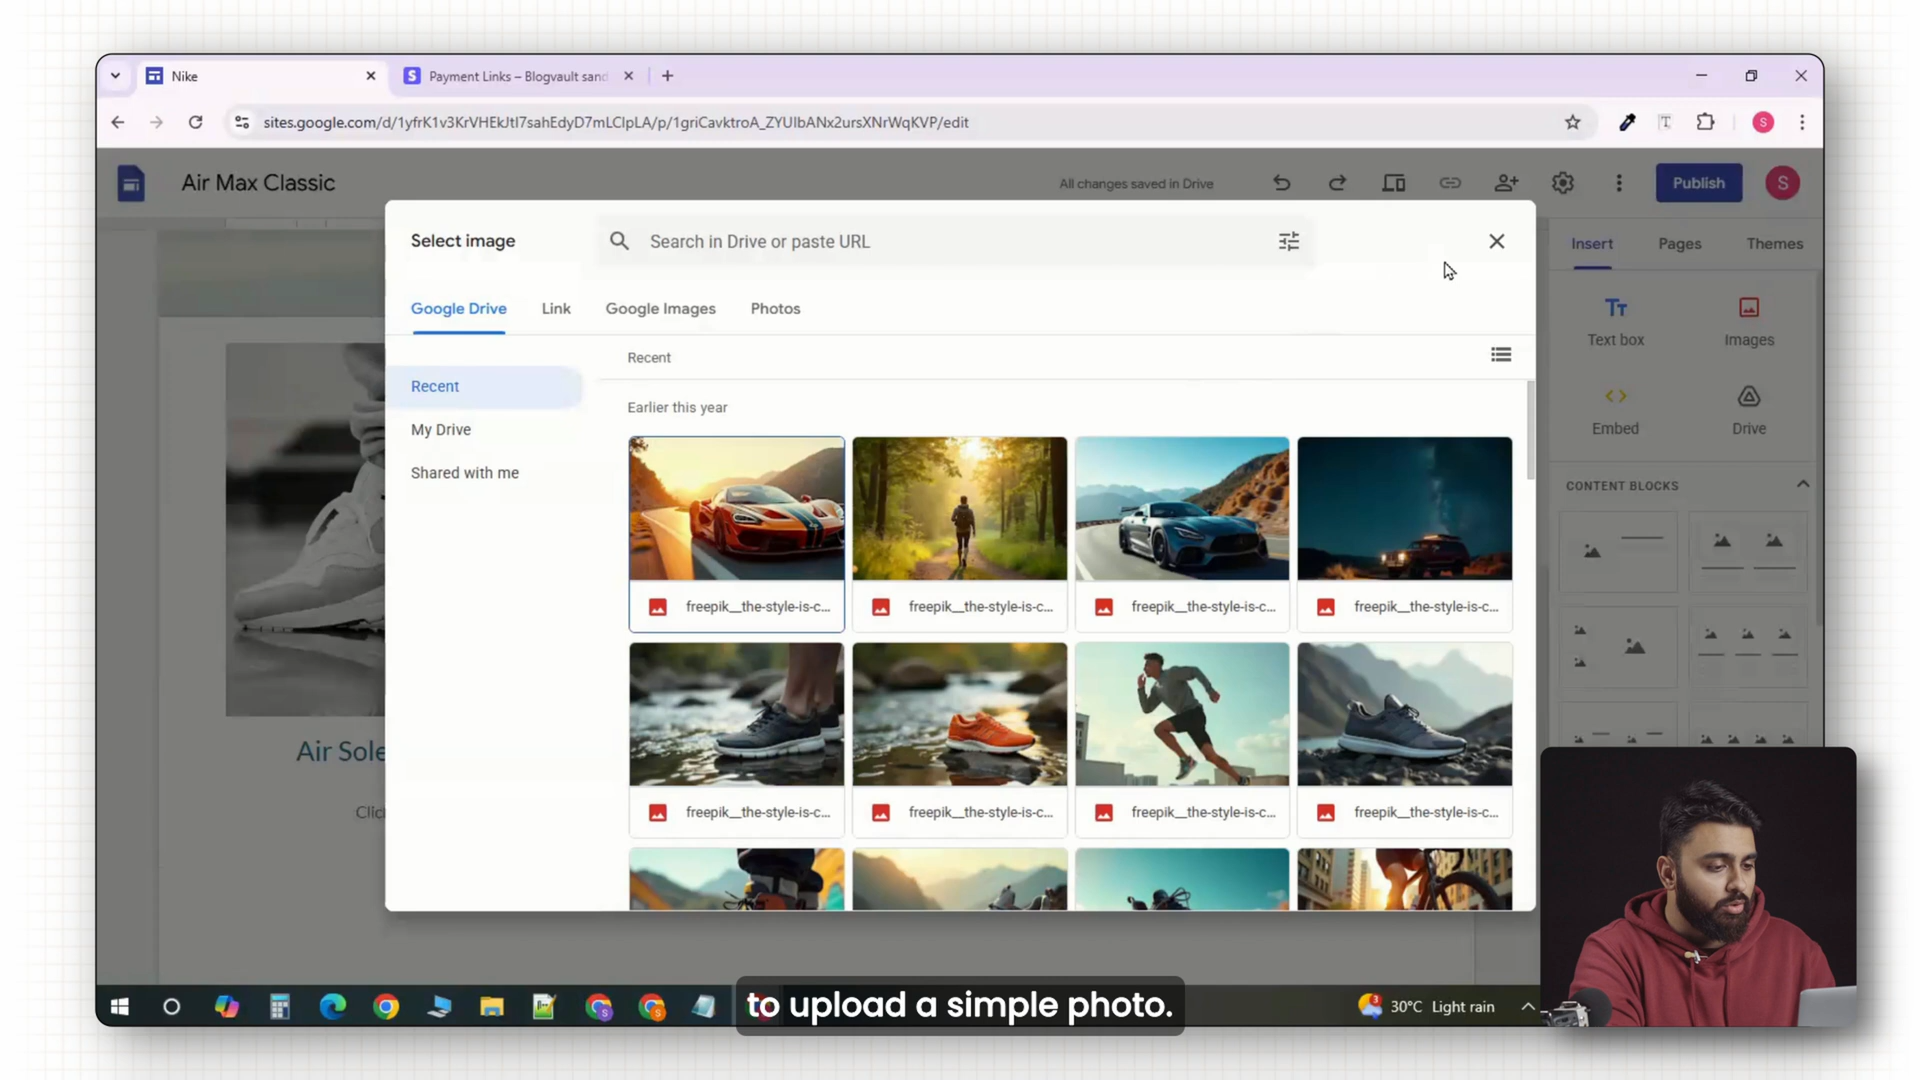 Nike
Payment Links – Blogvault sand
sites.google.com/d/1yfrK1v3KrVHEkJtI7sahEdyD7mLCIpLA/p/1griCavktroA_ZYUIbANx2ursXNrWqKVP/edit
S
Air Max Classic
All changes saved in Drive
Publish
S
Select image
Search in Drive or paste URL
Insert
Pages
Themes
Google Drive
Link
Google Images
Photos
Text box
Images
Recent
Recent
Earlier this year
My Drive
Embed
Drive
Shared with me
CONTENT BLOCKS
freepik__the-style-is-c...
freepik__the-style-is-c...
freepik__the-style-is-c...
freepik__the-style-is-c...
Air Sole
Clic
freepik__the-style-is-c...
freepik__the-style-is-c...
freepik__the-style-is-c...
freepik__the-style-is-c...
to upload a simple photo.
3
30°C Light rain